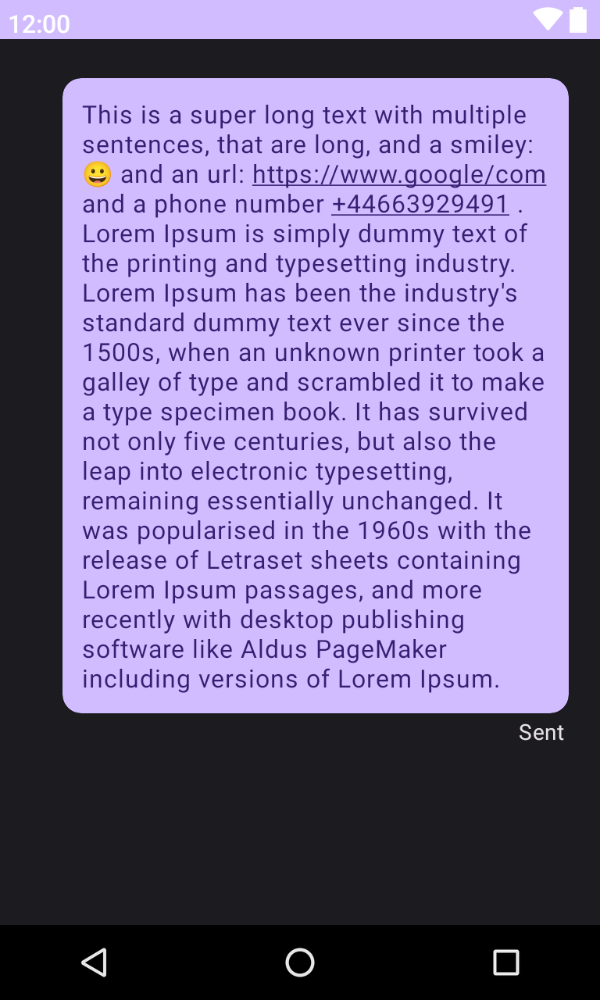 12:00
This is a super long text with multiple
sentences, that are long, and a smiley:
😀 and an url: https://www.google/com
and a phone number +44663929491 .
Lorem Ipsum is simply dummy text of
the printing and typesetting industry.
Lorem Ipsum has been the industry's
standard dummy text ever since the
1500s, when an unknown printer took a
galley of type and scrambled it to make
a type specimen book. It has survived
not only five centuries, but also the
leap into electronic typesetting,
remaining essentially unchanged. It
was popularised in the 1960s with the
release of Letraset sheets containing
Lorem Ipsum passages, and more
recently with desktop publishing
software like Aldus PageMaker
including versions of Lorem Ipsum.
Sent